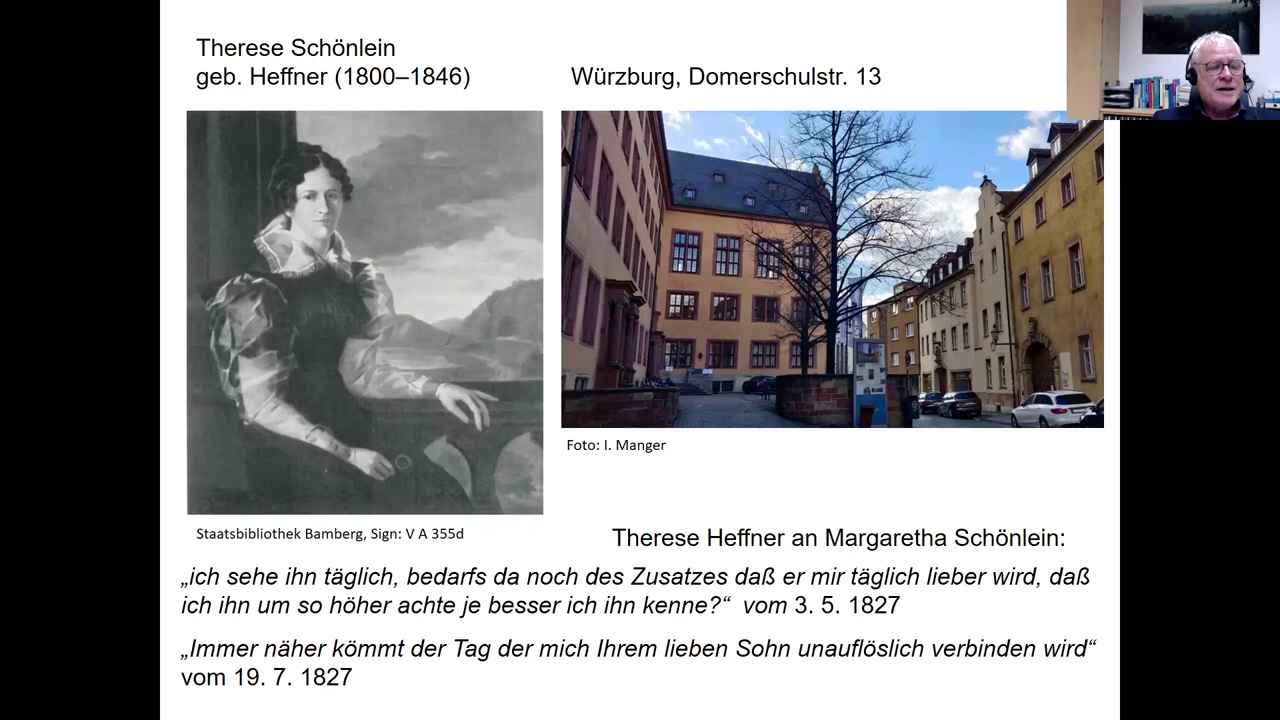 Therese Schönlein
geb. Heffner (1800–1846)
Würzburg, Domerschulstr. 13
Foto: I. Manger
Staatsbibliothek Bamberg, Sign: V A 355d
Therese Heffner an Margaretha Schönlein:
„ich sehe ihn täglich, bedarfs da noch des Zusatzes daß er mir täglich lieber wird, daß
ich ihn um so höher achte je besser ich ihn kenne?“ vom 3. 5. 1827
„Immer näher kömmt der Tag der mich Ihrem lieben Sohn unauflöslich verbinden wird“
vom 19. 7. 1827